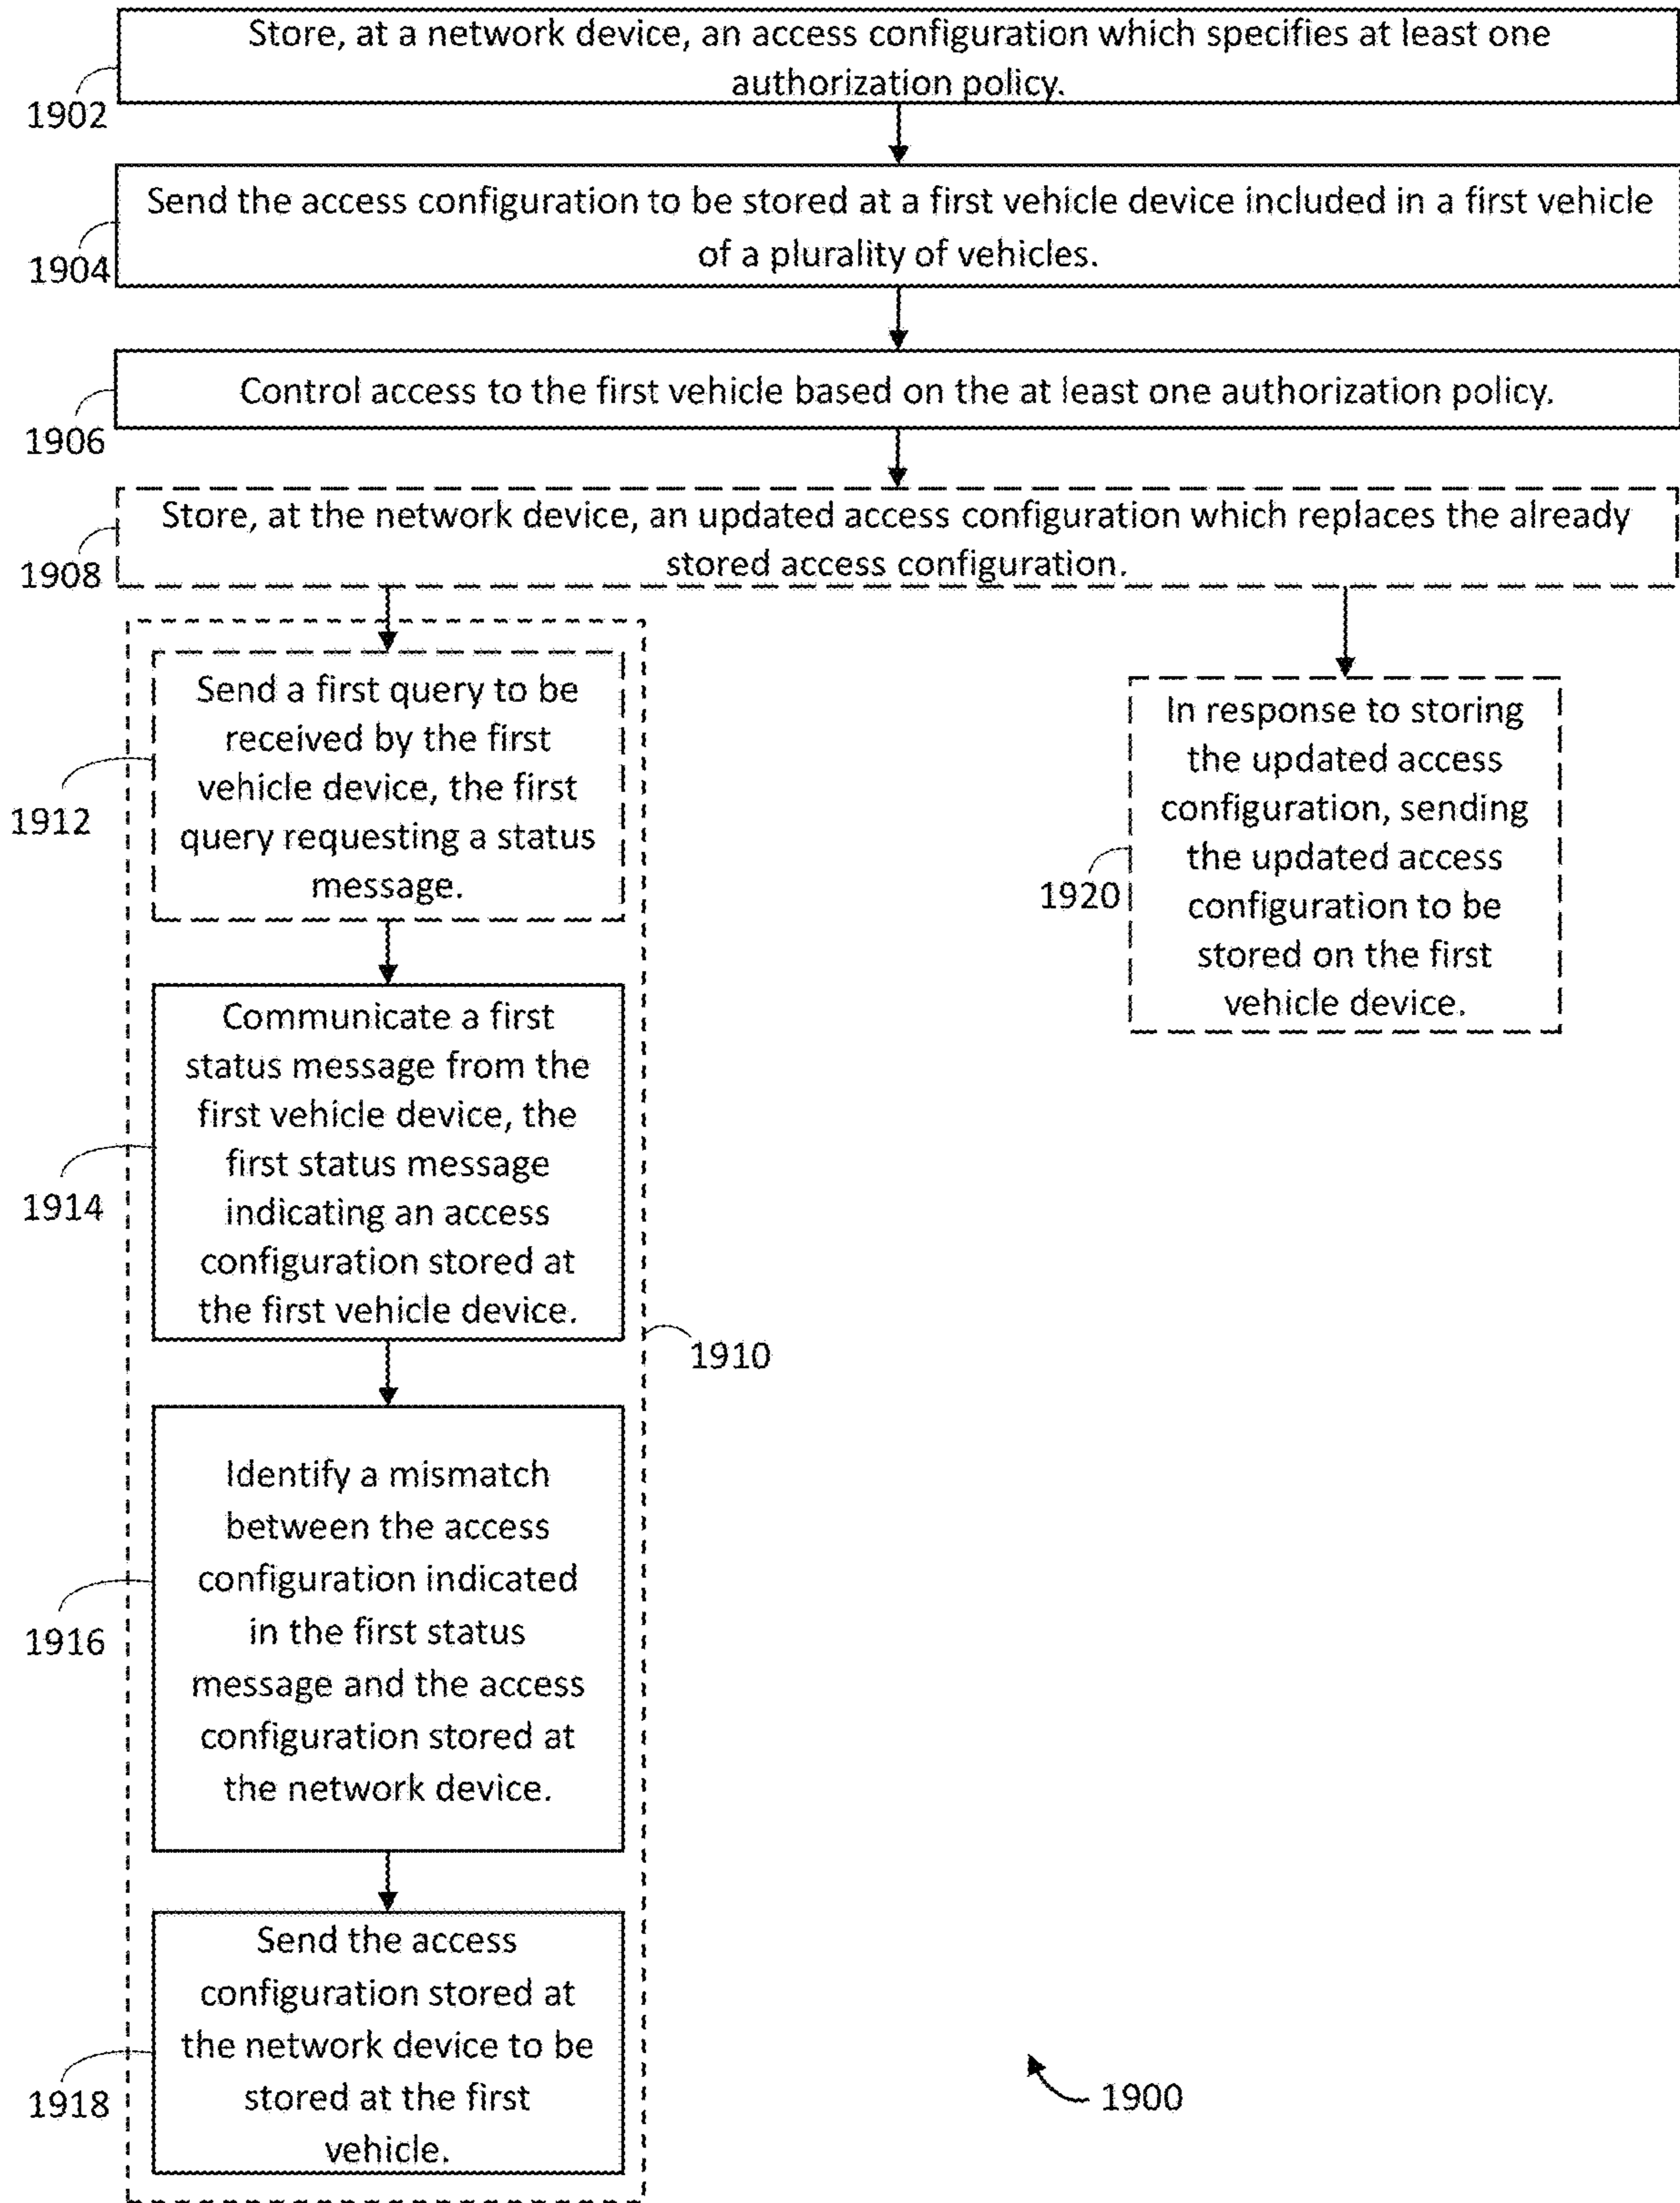 Store, at a network device, an access configuration which specifies at least one
authorization policy.
1902
Send the access configuration to be stored at a first vehicle device included in a first vehicle
of a plurality of vehicles.
1904
Control access to the first vehicle based on the at least one authorization policy.
1906
Store, at the network device, an updated access configuration which replaces the already
stored access configuration.
1908
Send a first query to be
received by the first
vehicle device, the first
query requesting a status
message.
1912
Communicate a first
status message from the
first vehicle device, the
first status message
indicating an access
configuration stored at
the first vehicle device.
1914
1910
Identify a mismatch
between the access
configuration indicated
in the first status
message and the access
configuration stored at
the network device.
1916
Send the access
configuration stored at
the network device to be
stored at the first
vehicle.
1918
In response to storing
the updated access
configuration, sending
the updated access
configuration to be
stored on the first
vehicle device.
1920
1900